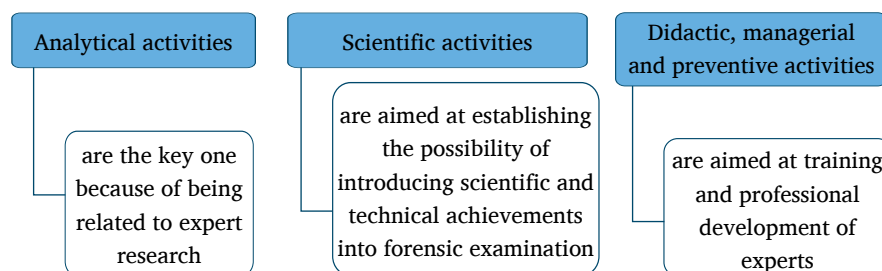 Analytical activities
are the key one
because of being
related to expert
research
Scientific activities
are aimed at establishing
the possibility of
introducing scientific and
technical achievements
into forensic examination
Didactic, managerial
and preventive activities
are aimed at training
and professional
development of
experts